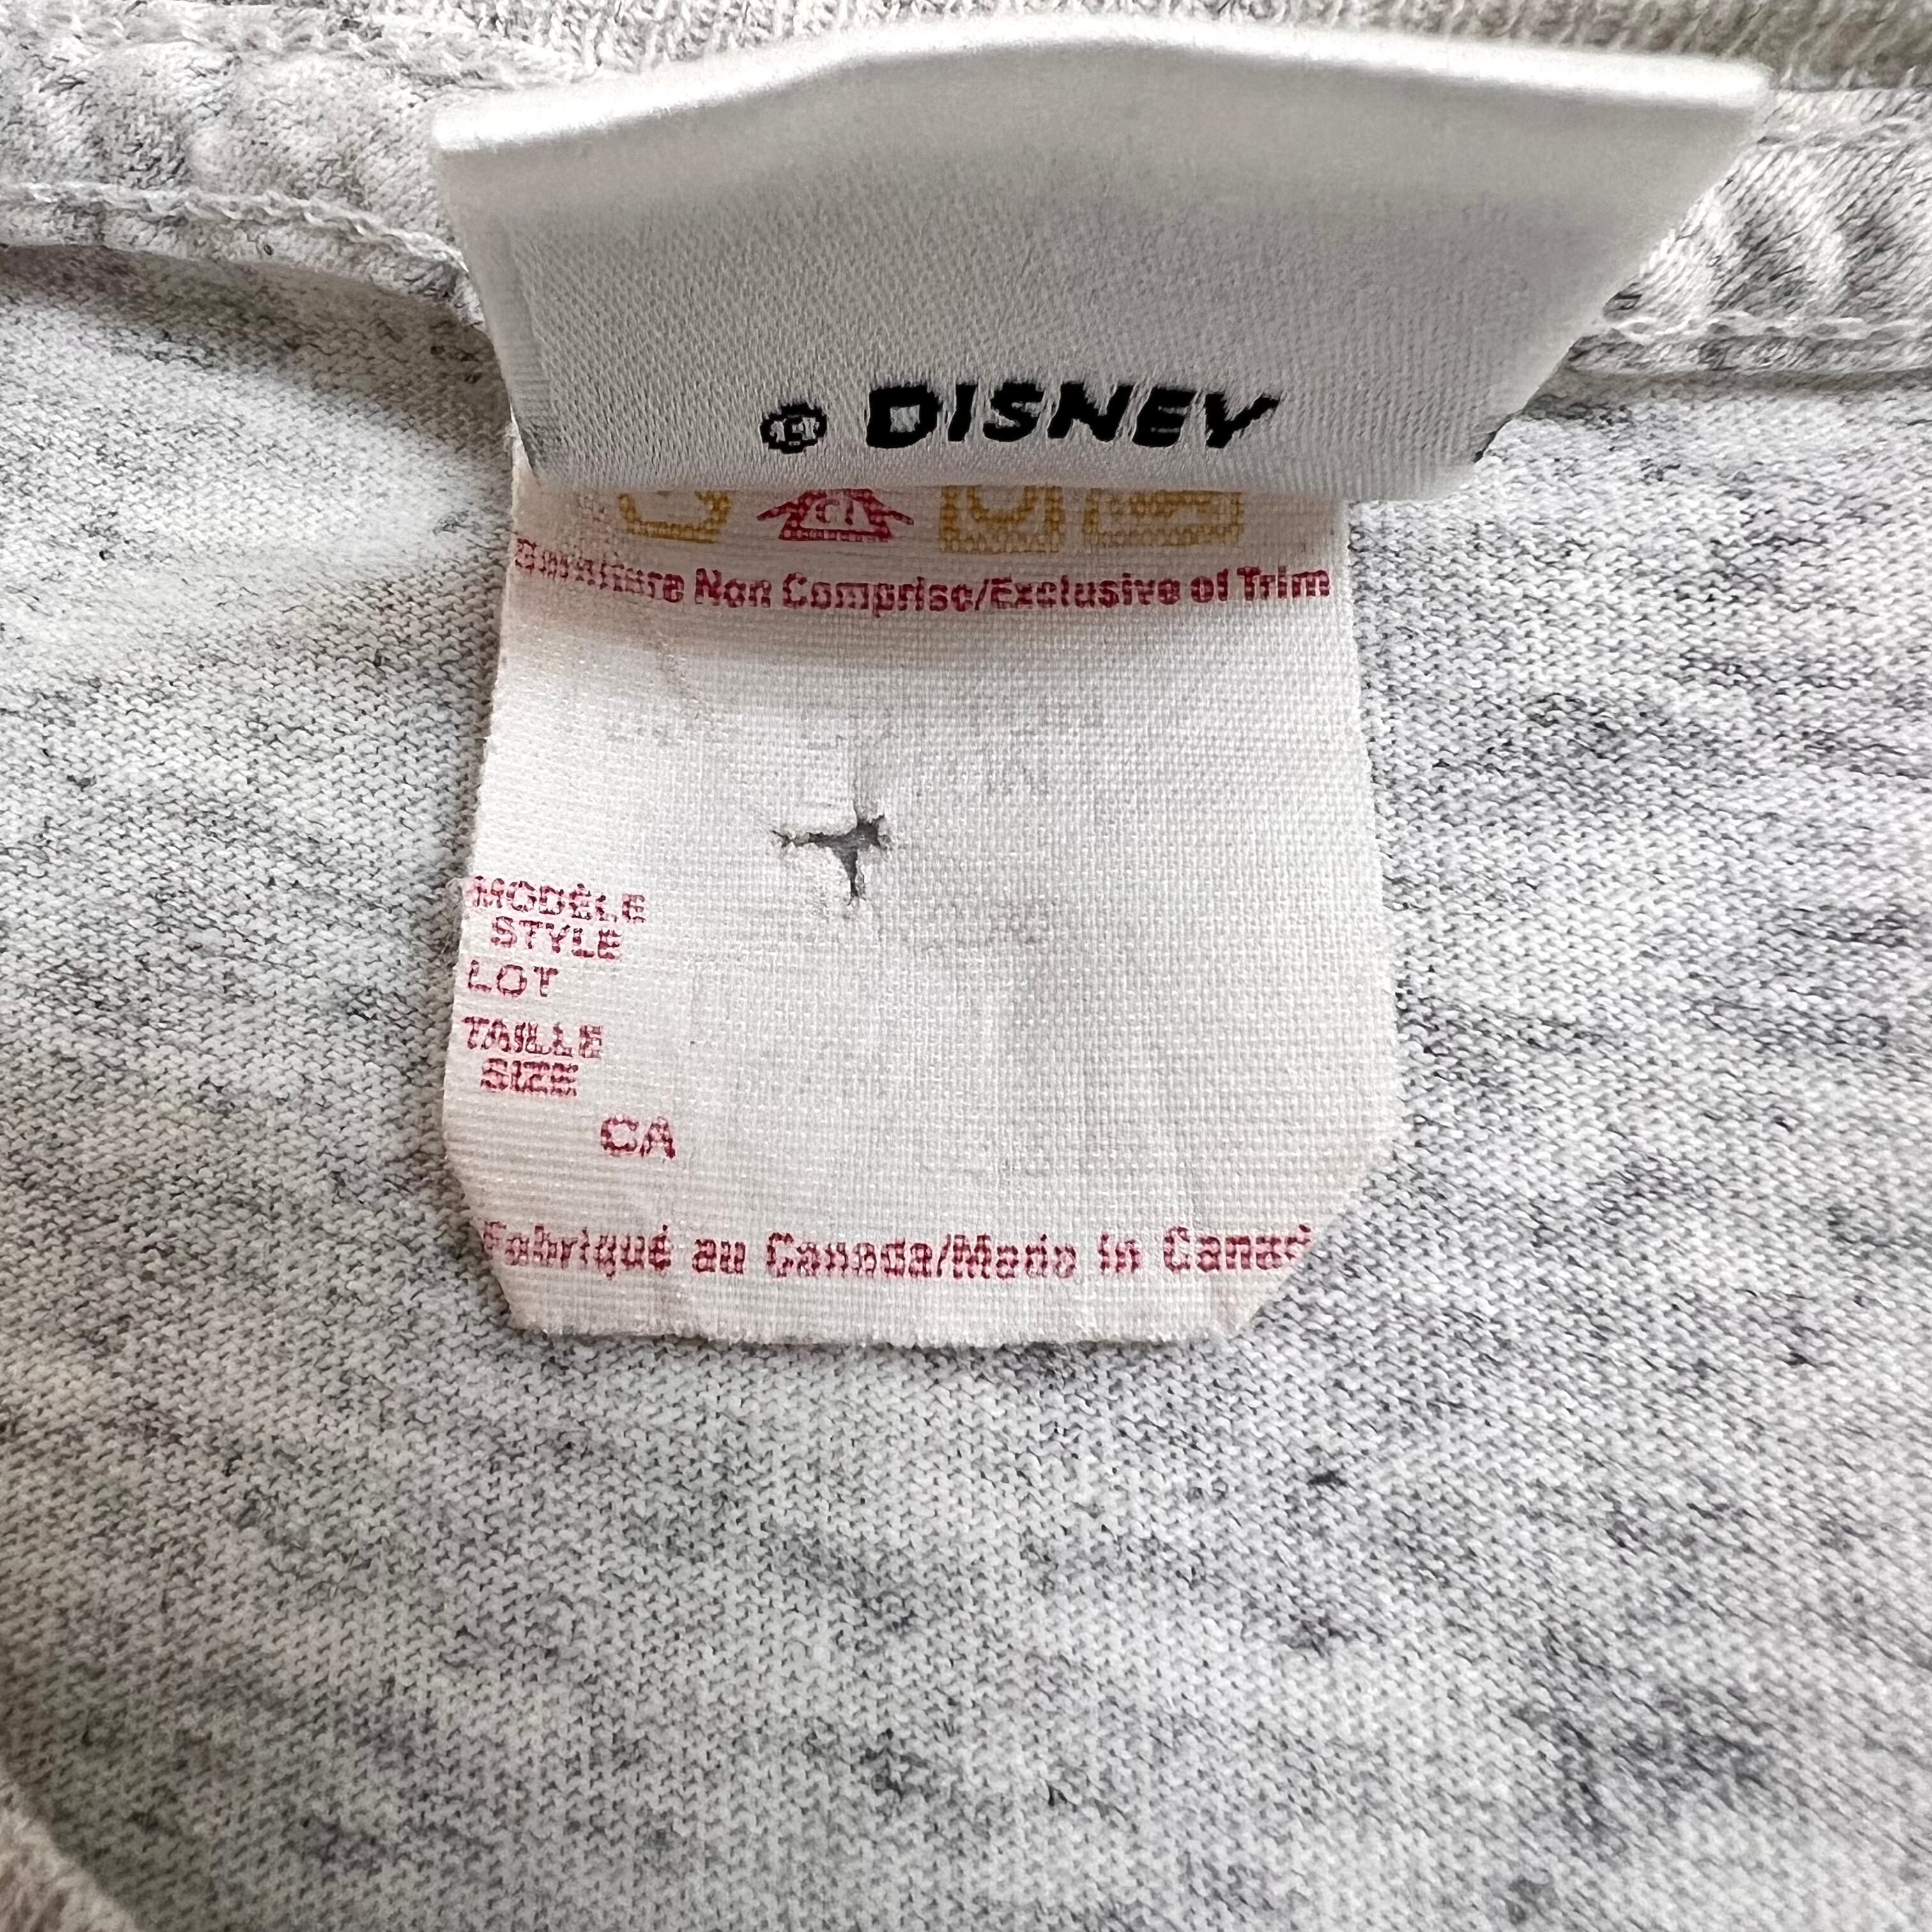 © DISNEY
Garniture Non Comprise/Exclusive of Trim
MODÈLE
STYLE
LOT
TAILLE
SIZE
CA
Fabriqué au Canada/Made in Canad